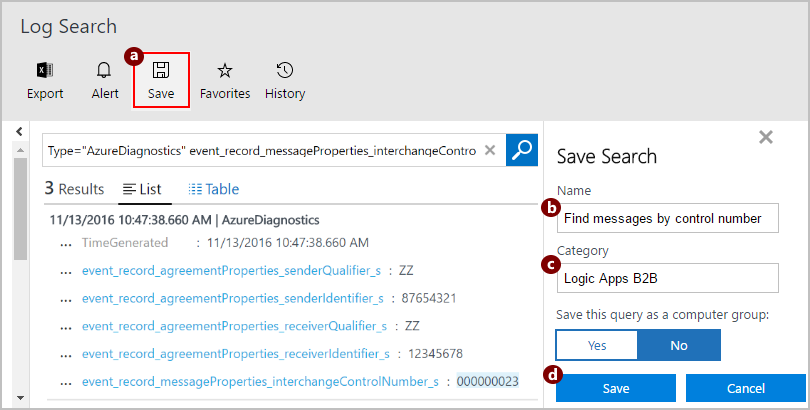 Log Search
a
Export Alert Save Favorites History
Type="AzureDiagnostics" event_record_messageProperties_interchangeContro
3 Results List Table
11/13/2016 10:47:38.660 AM | AzureDiagnostics
... TimeGenerated : 11/13/2016 10:47:38.660 AM
... event_record_agreementProperties_senderQualifier_s : ZZ
... event_record_agreementProperties_senderIdentifier_s : 87654321
... event_record_agreementProperties_receiverQualifier_s : ZZ
... event_record_agreementProperties_receiverIdentifier_s : 12345678
... event_record_messageProperties_interchangeControlNumber_s : 000000023
Save Search
Name
b
Find messages by control number
Category
c
Logic Apps B2B
Save this query as a computer group:
Yes No
d
Save Cancel